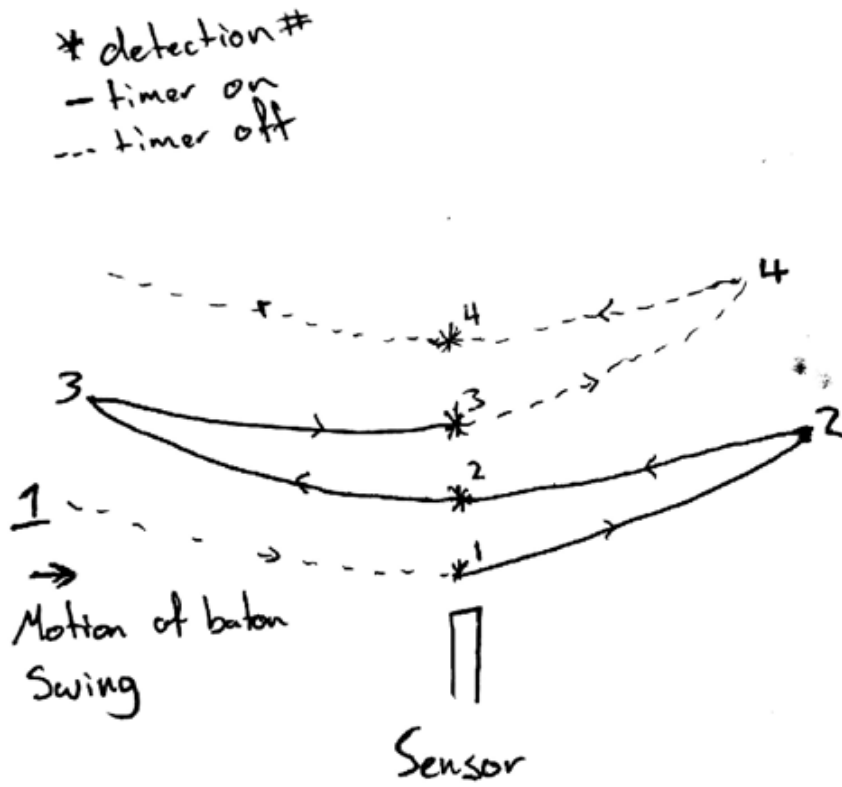 * detection #
- timer on
--- timer off
4
4
3
3
2
2
1
1
Motion of baton
Swing
Sensor